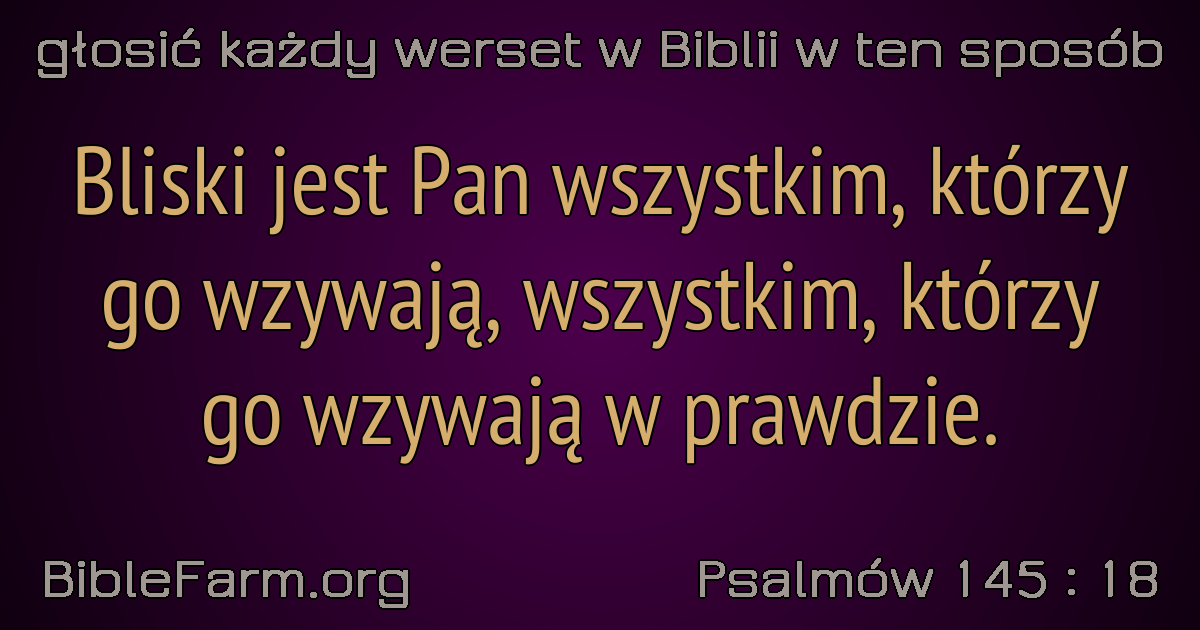 głosić każdy werset w Biblii w ten sposób
Bliski jest Pan wszystkim, którzy
go wzywają, wszystkim, którzy
go wzywają w prawdzie.
BibleFarm.org
Psalmów 145 : 18